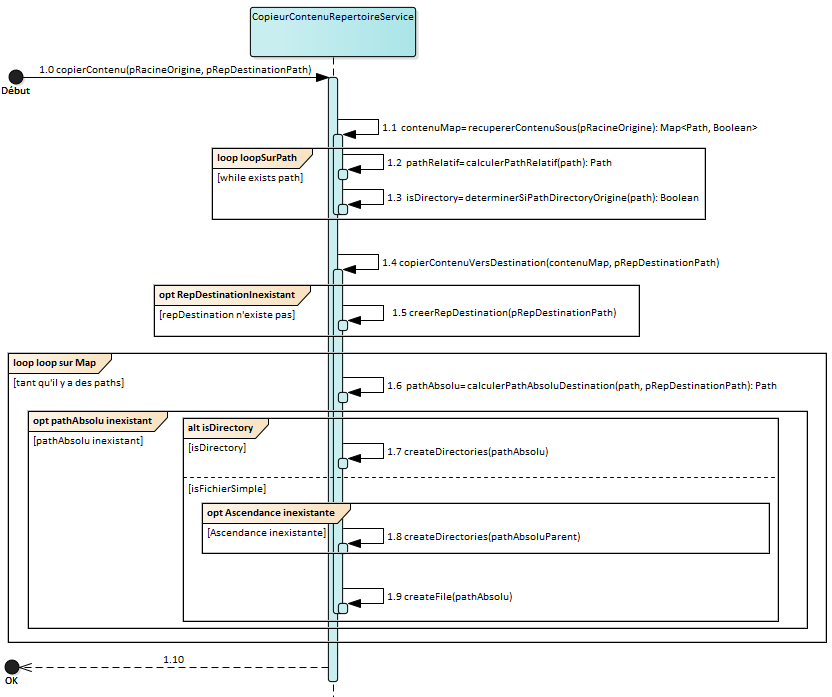 CopieurContenuRepertoireService
1.0 copierContenu(pRacineOrigine, pRepDestinationPath)
Début
1.1 contenuMap= recupererContenuSous(pRacineOrigine): Map<Path, Boolean>
loop loopSurPath
1.2 pathRelatif= calculerPathRelatif(path): Path
[while exists path]
1.3 isDirectory= determinerSiPathDirectoryOrigine(path): Boolean
1.4 copierContenuVersDestination(contenuMap, pRepDestinationPath)
opt RepDestinationInexistant
[repDestination n'existe pas]
1.5 creerRepDestination(pRepDestinationPath)
loop loop sur Map
[tant qu'il y a des paths]
1.6 pathAbsolu= calculerPathAbsoluDestination(path, pRepDestinationPath): Path
opt pathAbsolu inexistant
[pathAbsolu inexistant]
alt isDirectory
[isDirectory]
1.7 createDirectories(pathAbsolu)
[isFichierSimple]
opt Ascendance inexistante
[Ascendance inexistante]
1.8 createDirectories(pathAbsoluParent)
1.9 createFile(pathAbsolu)
1.10
OK